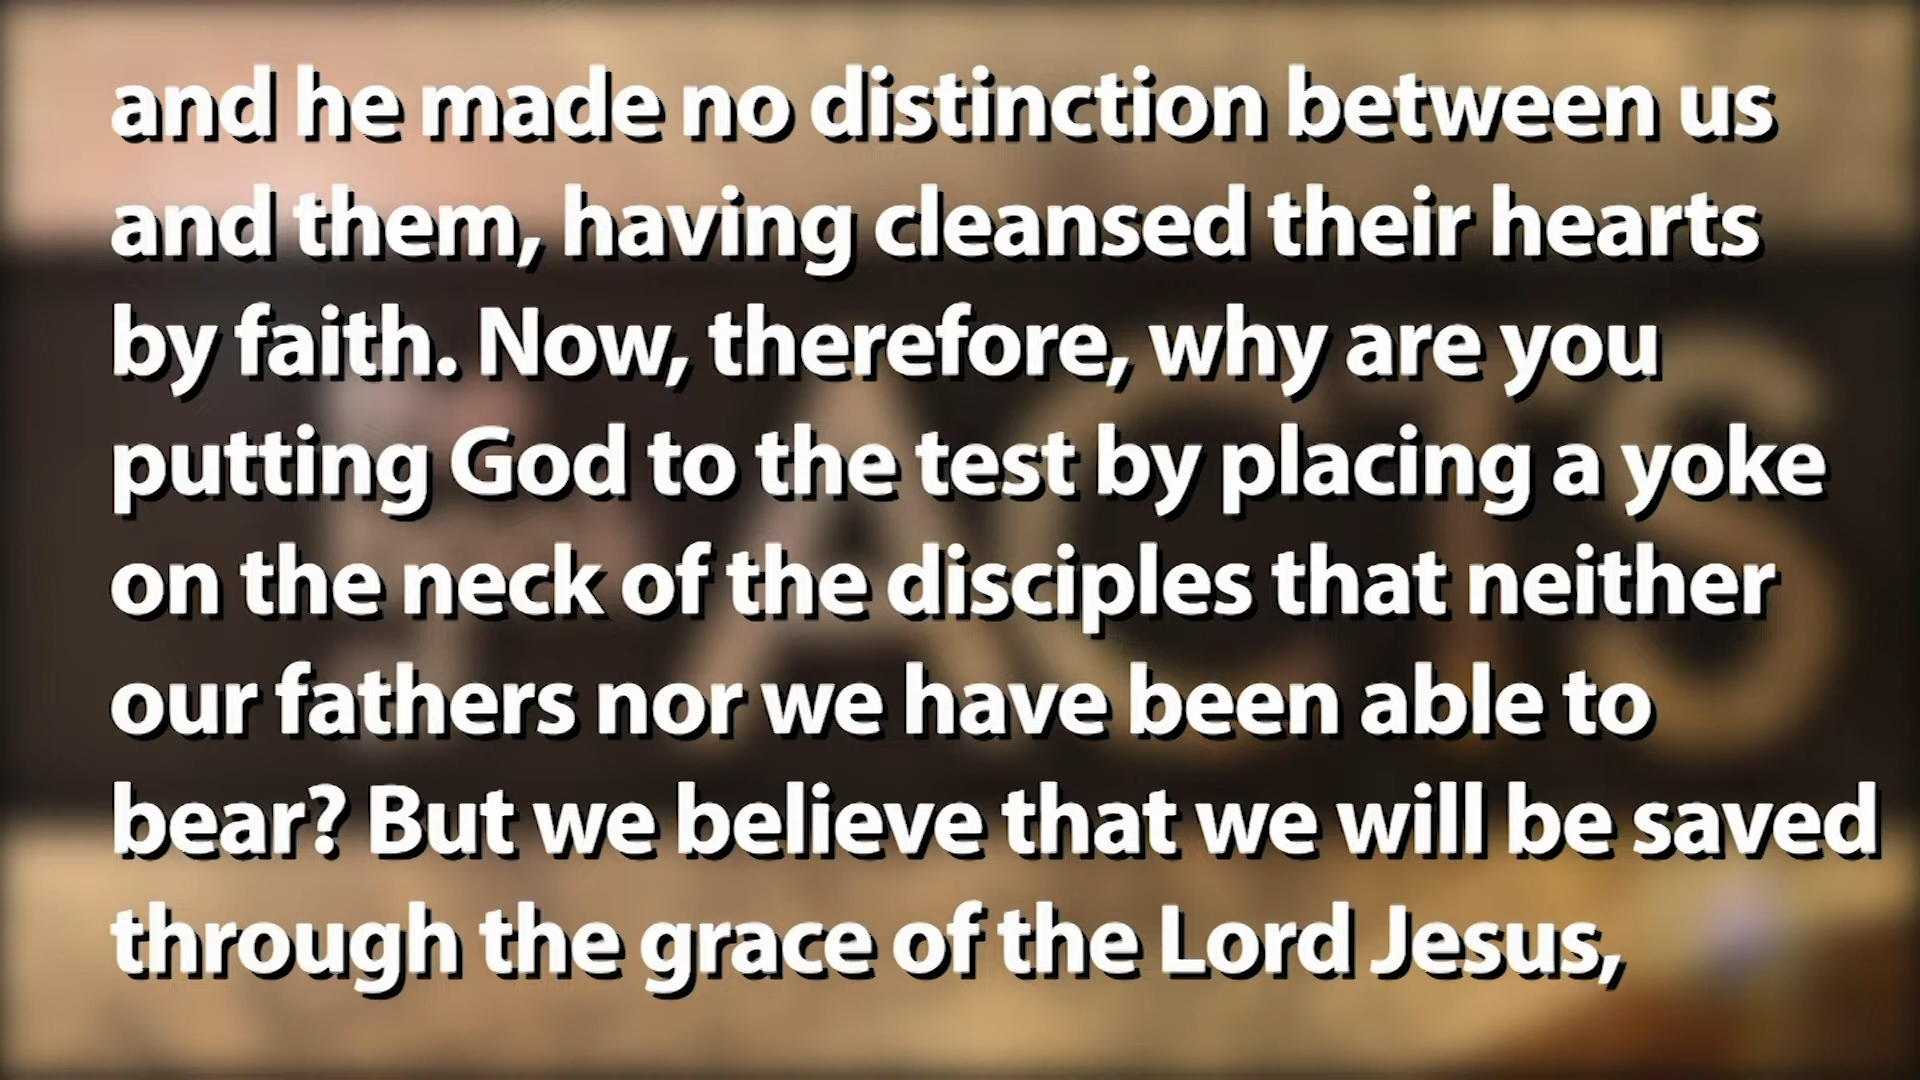 and he made no distinction between us
and them, having cleansed their hearts
by faith. Now, therefore, why are you
putting God to the test by placing a yoke
on the neck of the disciples that neither
our fathers nor we have been able to
bear? But we believe that we will be saved
through the grace of the Lord Jesus,
ACTS